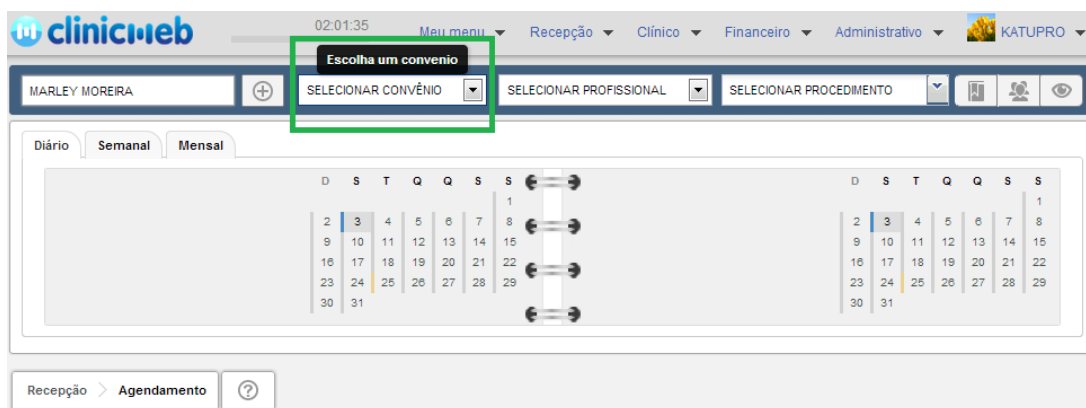 clinicweb
02:01:35 Meu menu Recepção Clínico Financeiro Administrativo KATUPRO
Escolha um convenio
MARLEY MOREIRA SELECIONAR CONVÊNIO SELECIONAR PROFISSIONAL SELECIONAR PROCEDIMENTO
Diário Semanal Mensal
D S T Q Q S S D S T Q Q S S
1 1
2 3 4 5 6 7 8 2 3 4 5 6 7 8
9 10 11 12 13 14 15 9 10 11 12 13 14 15
16 17 18 19 20 21 22 16 17 18 19 20 21 22
23 24 25 26 27 28 29 23 24 25 26 27 28 29
30 31 30 31
Recepção Agendamento ?